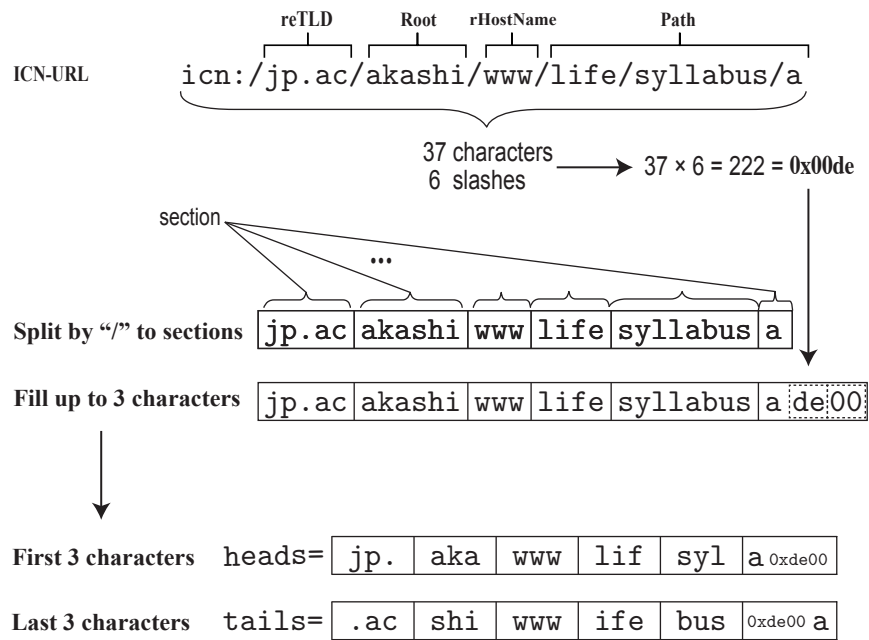 reTLD Root rHostName Path
ICN-URL icn:/jp.ac/akashi/www/life/syllabus/a
37 characters
6 slashes
37 × 6 = 222 = 0x00de
section
...
Split by “/” to sections jp.ac akashi www life syllabus a
Fill up to 3 characters jp.ac akashi www life syllabus a de 00
First 3 characters heads= jp. aka www lif syl a 0xde00
Last 3 characters tails= .ac shi www ife bus 0xde00 a